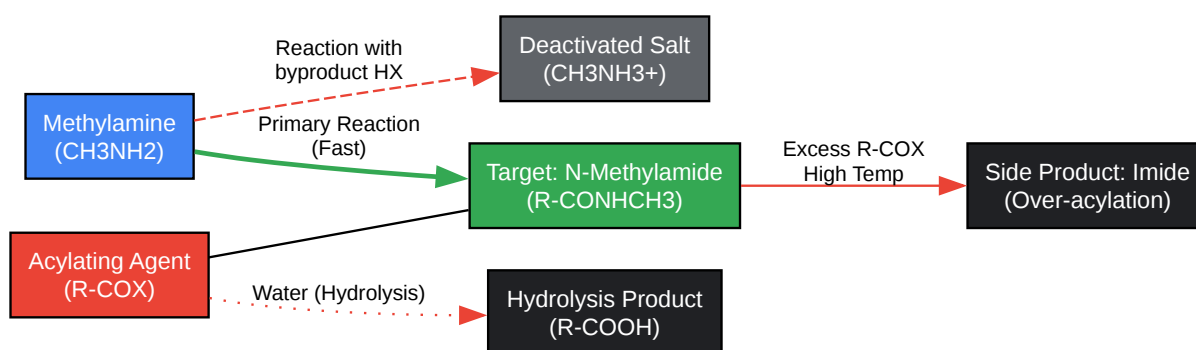 Reaction with
byproduct HX
Deactivated Salt
(CH3NH3+)
Methylamine
(CH3NH2)
Primary Reaction
(Fast)
Target: N-Methylamide
(R-CONHCH3)
Excess R-COX
High Temp
Side Product: Imide
(Over-acylation)
Acylating Agent
(R-COX)
Water (Hydrolysis)
Hydrolysis Product
(R-COOH)